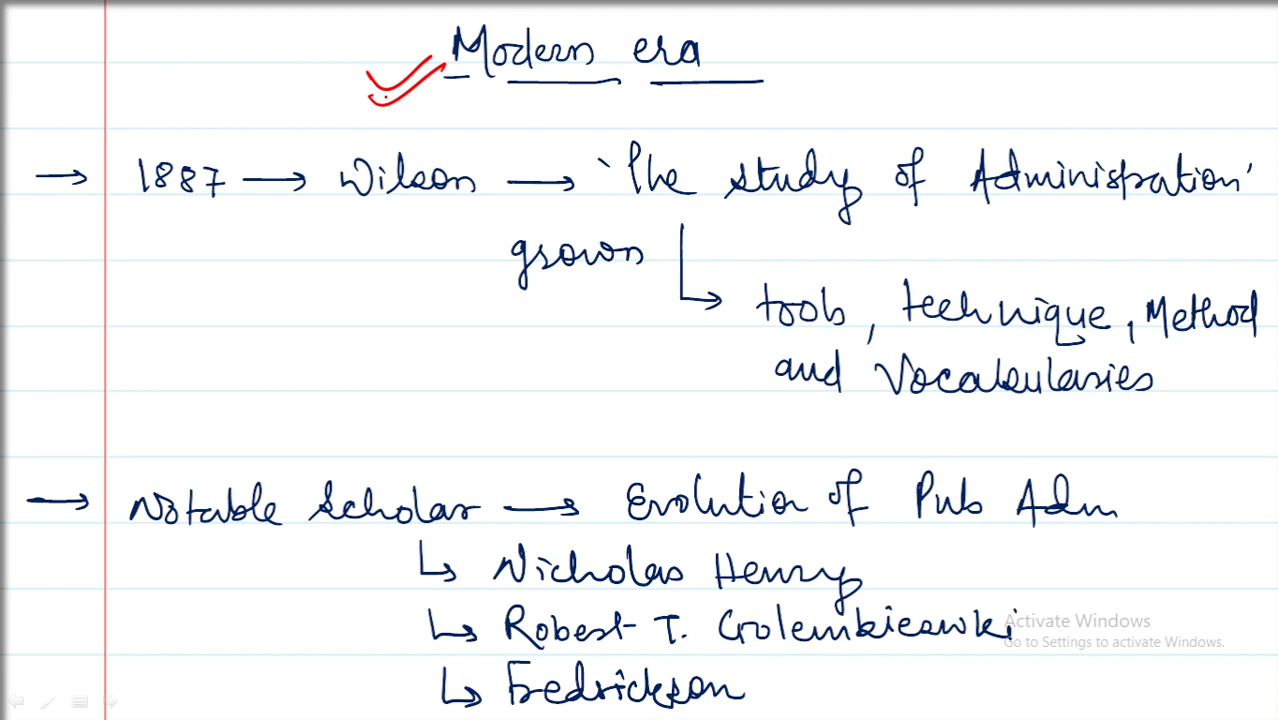 Modern era
→ 1887 → Wilson → 'The study of Administration'
grown
↳ tools, technique, Method
and Vocabularies
→ Notable Scholar → Evolution of Pub Adm
↳ Nicholas Henry
↳ Robert T. Golembieswki
↳ Fredrickson
Activate Windows
Go to Settings to activate Windows.